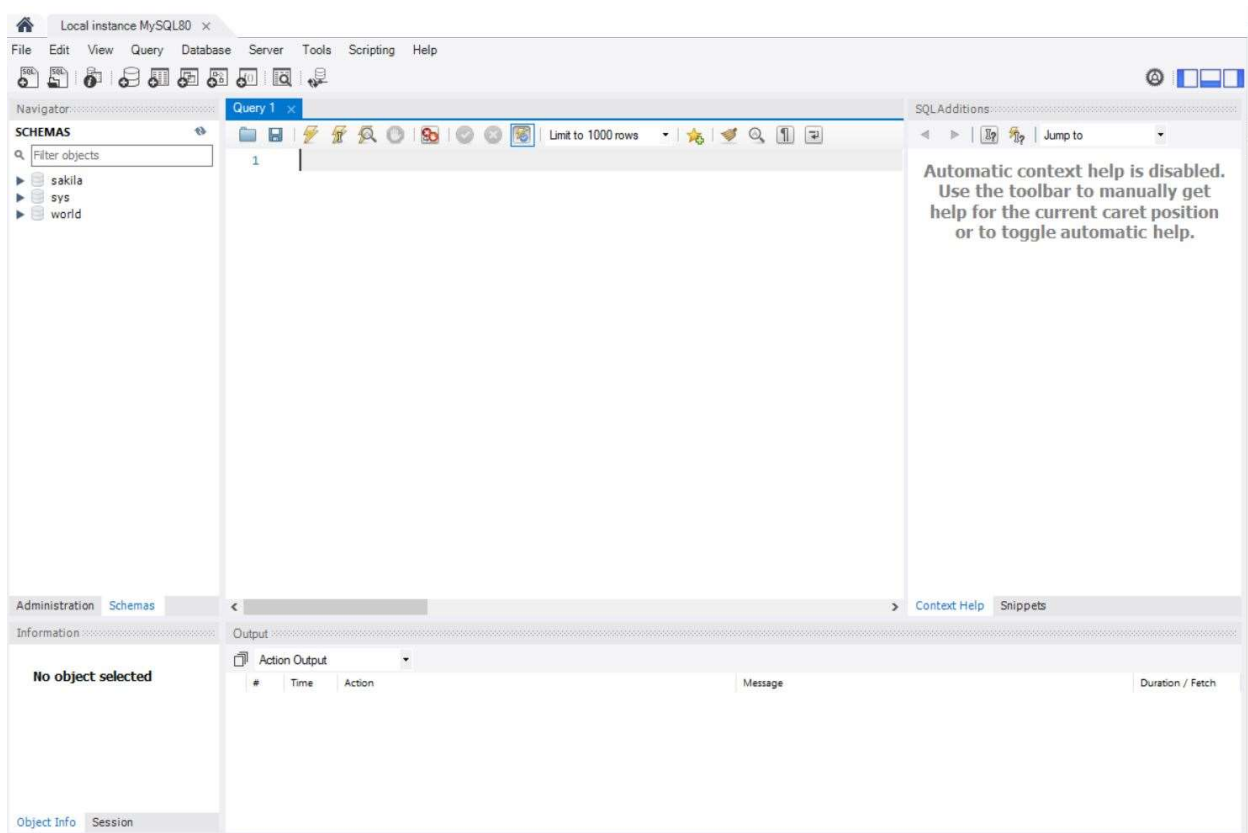 Local instance MySQL80
File Edit View Query Database Server Tools Scripting Help
Navigator
SCHEMAS
Filter objects
sakila
sys
world
Administration Schemas
Information
No object selected
Object Info Session
Query 1
Limit to 1000 rows
1
Output
Action Output
# Time Action Message Duration / Fetch
SQLAdditions
Jump to
Automatic context help is disabled.
Use the toolbar to manually get
help for the current caret position
or to toggle automatic help.
Context Help Snippets